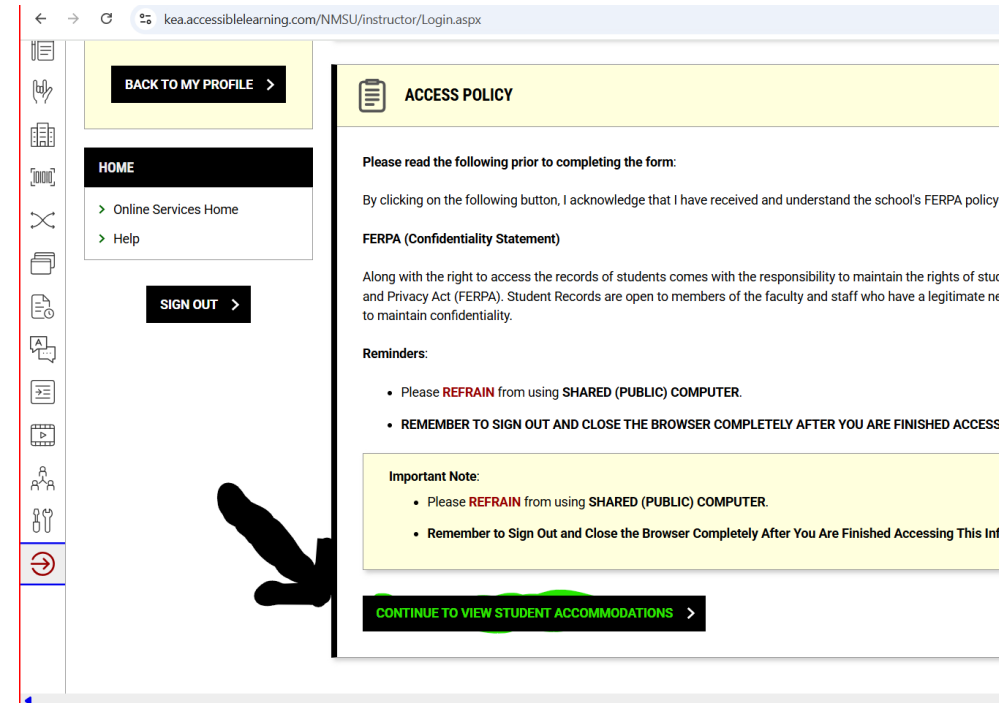 kea.accessiblelearning.com/NMSU/instructor/Login.aspx
BACK TO MY PROFILE
HOME
Online Services Home
Help
SIGN OUT
ACCESS POLICY
Please read the following prior to completing the form:
By clicking on the following button, I acknowledge that I have received and understand the school's FERPA policy
FERPA (Confidentiality Statement)
Along with the right to access the records of students comes with the responsibility to maintain the rights of
and Privacy Act (FERPA). Student Records are open to members of the faculty and staff who have a legitimate
to maintain confidentiality.
Reminders:
Please REFRAIN from using SHARED (PUBLIC) COMPUTER.
REMEMBER TO SIGN OUT AND CLOSE THE BROWSER COMPLETELY AFTER YOU ARE FINISHED
Important Note:
Please REFRAIN from using SHARED (PUBLIC) COMPUTER.
Remember to Sign Out and Close the Browser Completely After You Are Finished Accessing This
CONTINUE TO VIEW STUDENT ACCOMMODATIONS